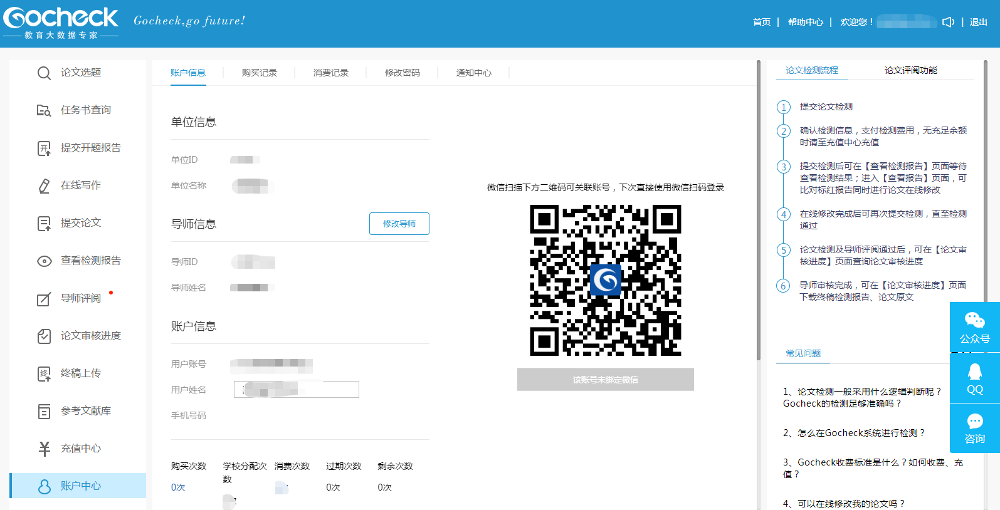 Gocheck
教育大数据专家
Gocheck,go future!
首页 | 帮助中心 | 欢迎您！ | 退出
论文选题
任务书查询
提交开题报告
在线写作
提交论文
查看检测报告
导师评阅
论文审核进度
终稿上传
参考文献库
充值中心
账户中心
账户信息 购买记录 消费记录 修改密码 通知中心
单位信息
单位ID
单位名称
导师信息
修改导师
导师ID
导师姓名
账户信息
用户账号
用户姓名
手机号码
购买次数 学校分配次数 消费次数 过期次数 剩余次数
0次 0次 0次
微信扫描下方二维码可关联账号，下次直接使用微信扫码登录
该账号未绑定微信
论文检测流程 论文评阅功能
1 提交论文检测
2 确认检测信息，支付检测费用，无充足余额
时请至充值中心充值
3 提交检测后可在【查看检测报告】页面等待
查看检测结果；进入【查看报告】页面，可
比对标红报告同时进行论文在线修改
4 在线修改完成后可再次提交检测，直至检测
通过
5 论文检测及导师评阅通过后，可在【论文审
核进度】页面查询论文审核进度
6 导师审核完成，可在【论文审核进度】页面
下载终稿检测报告、论文原文
常见问题
1、论文检测一般采用什么逻辑判断呢？
Gocheck的检测足够准确吗？
2、怎么在Gocheck系统进行检测？
3、Gocheck收费标准是什么？如何收费、充
值？
4、可以在线修改我的论文吗？
公众号
QQ
咨询